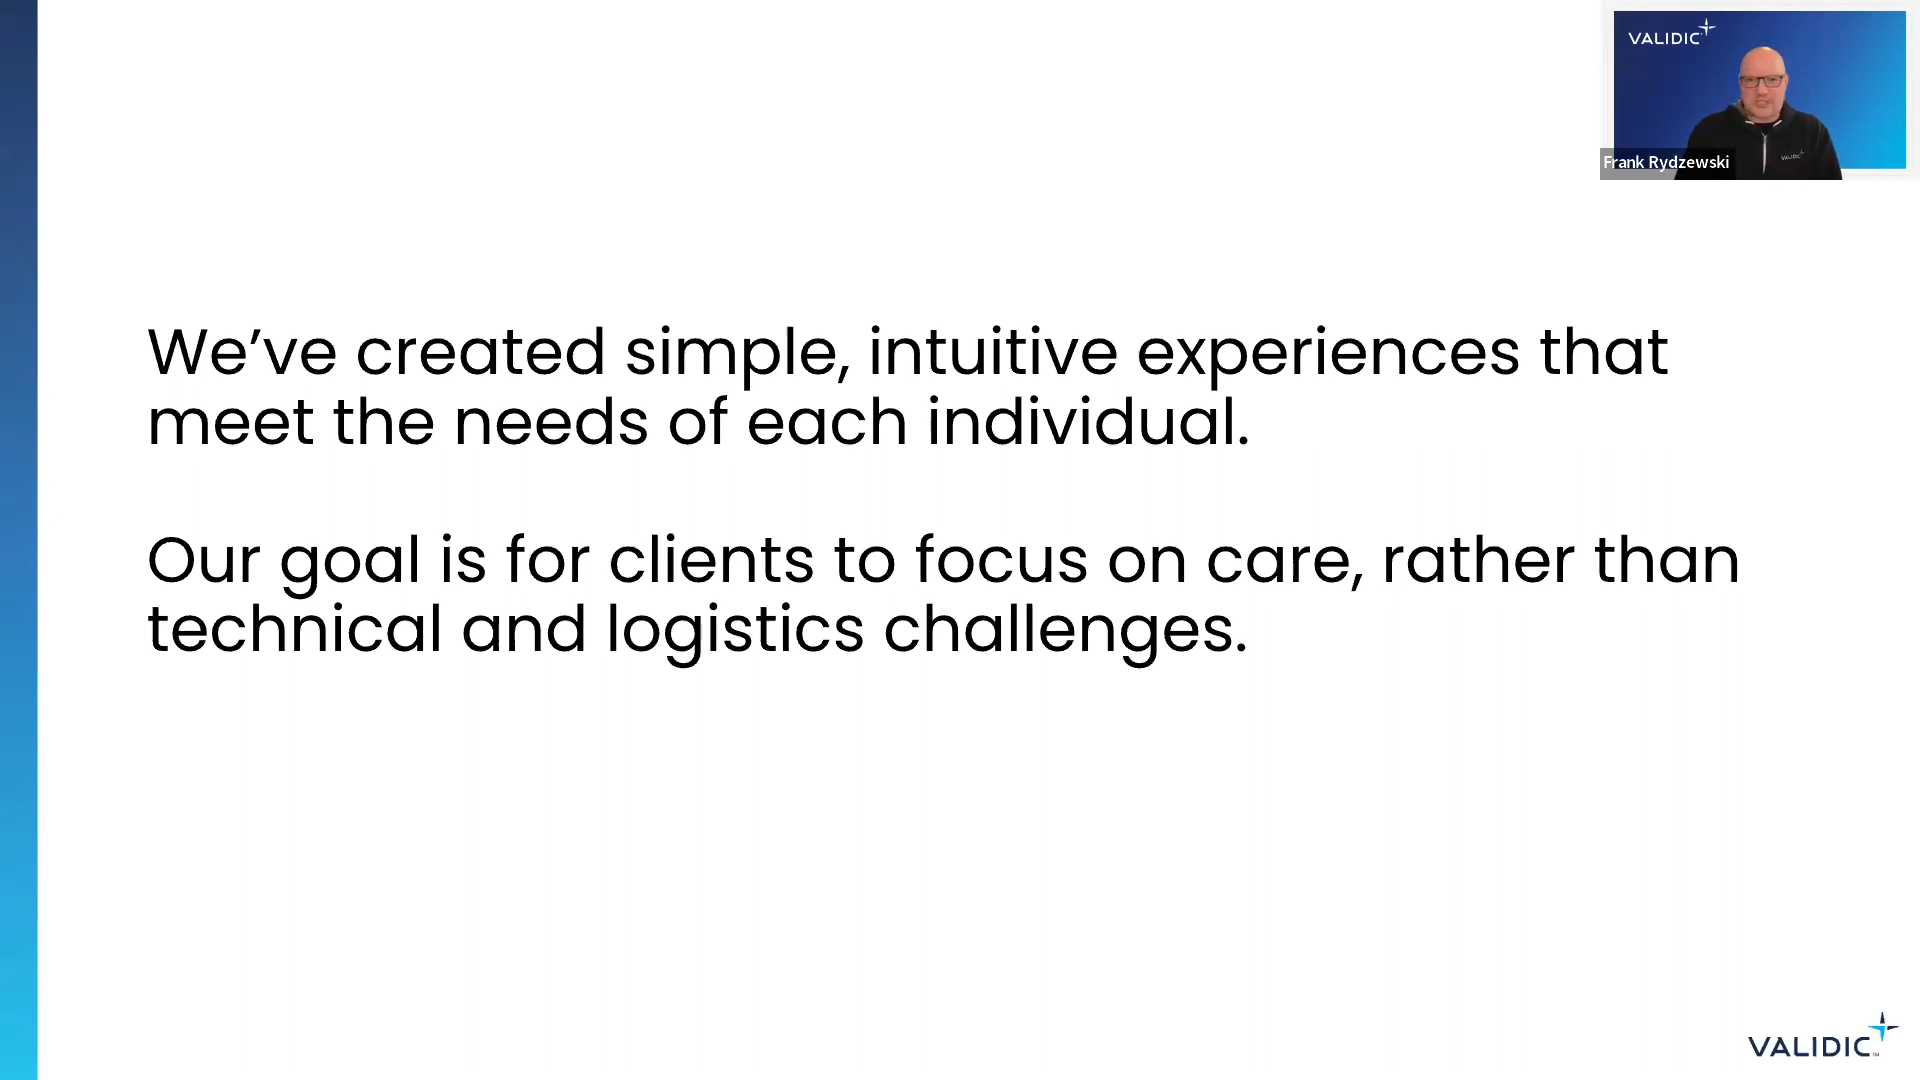 VALIDIC
VALIDIC
Frank Rydzewski
We’ve created simple, intuitive experiences that
meet the needs of each individual.
Our goal is for clients to focus on care, rather than
technical and logistics challenges.
VALIDIC™